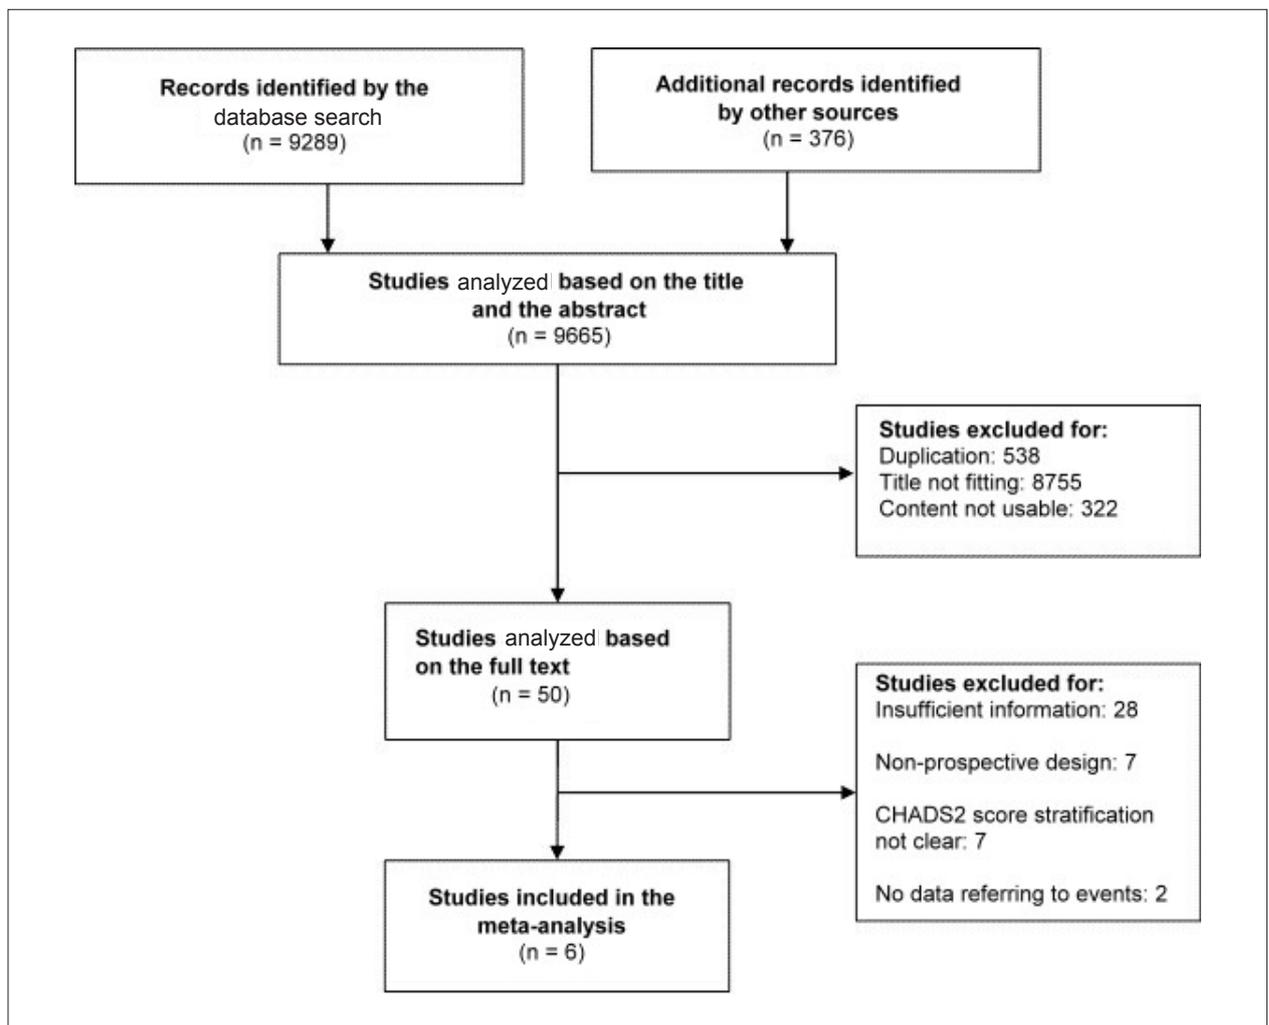 Records identified by the
database search
(n = 9289)
Additional records identified
by other sources
(n = 376)
Studies analyzed based on the title
and the abstract
(n = 9665)
Studies excluded for:
Duplication: 538
Title not fitting: 8755
Content not usable: 322
Studies analyzed based
on the full text
(n = 50)
Studies excluded for:
Insufficient information: 28
Non-prospective design: 7
CHADS2 score stratification
not clear: 7
No data referring to events: 2
Studies included in the
meta-analysis
(n = 6)